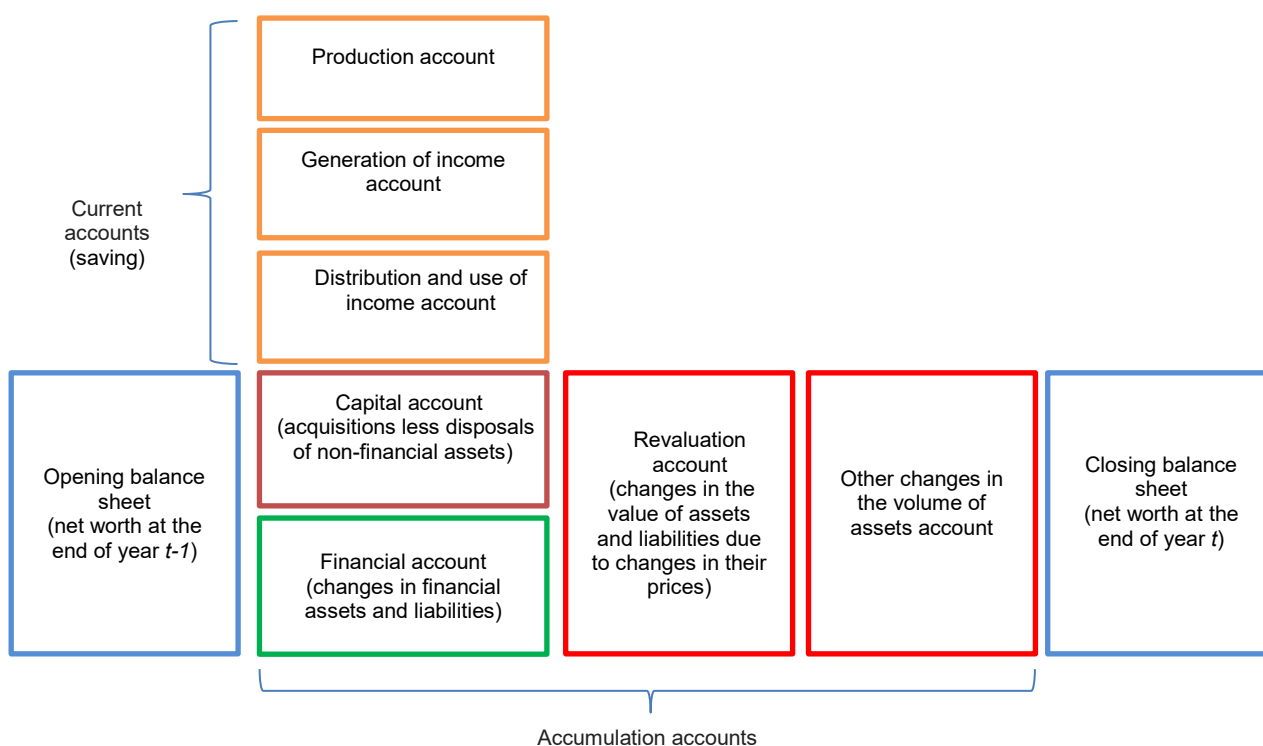 Production account
Generation of income
account
Current
accounts
(saving)
Distribution and use of
income account
Opening balance
sheet
(net worth at the
end of year t-1)
Capital account
(acquisitions less disposals
of non-financial assets)
Financial account
(changes in financial
assets and liabilities)
Revaluation
account
(changes in the
value of assets
and liabilities due
to changes in their
prices)
Other changes in
the volume of
assets account
Closing balance
sheet
(net worth at the
end of year t)
Accumulation accounts